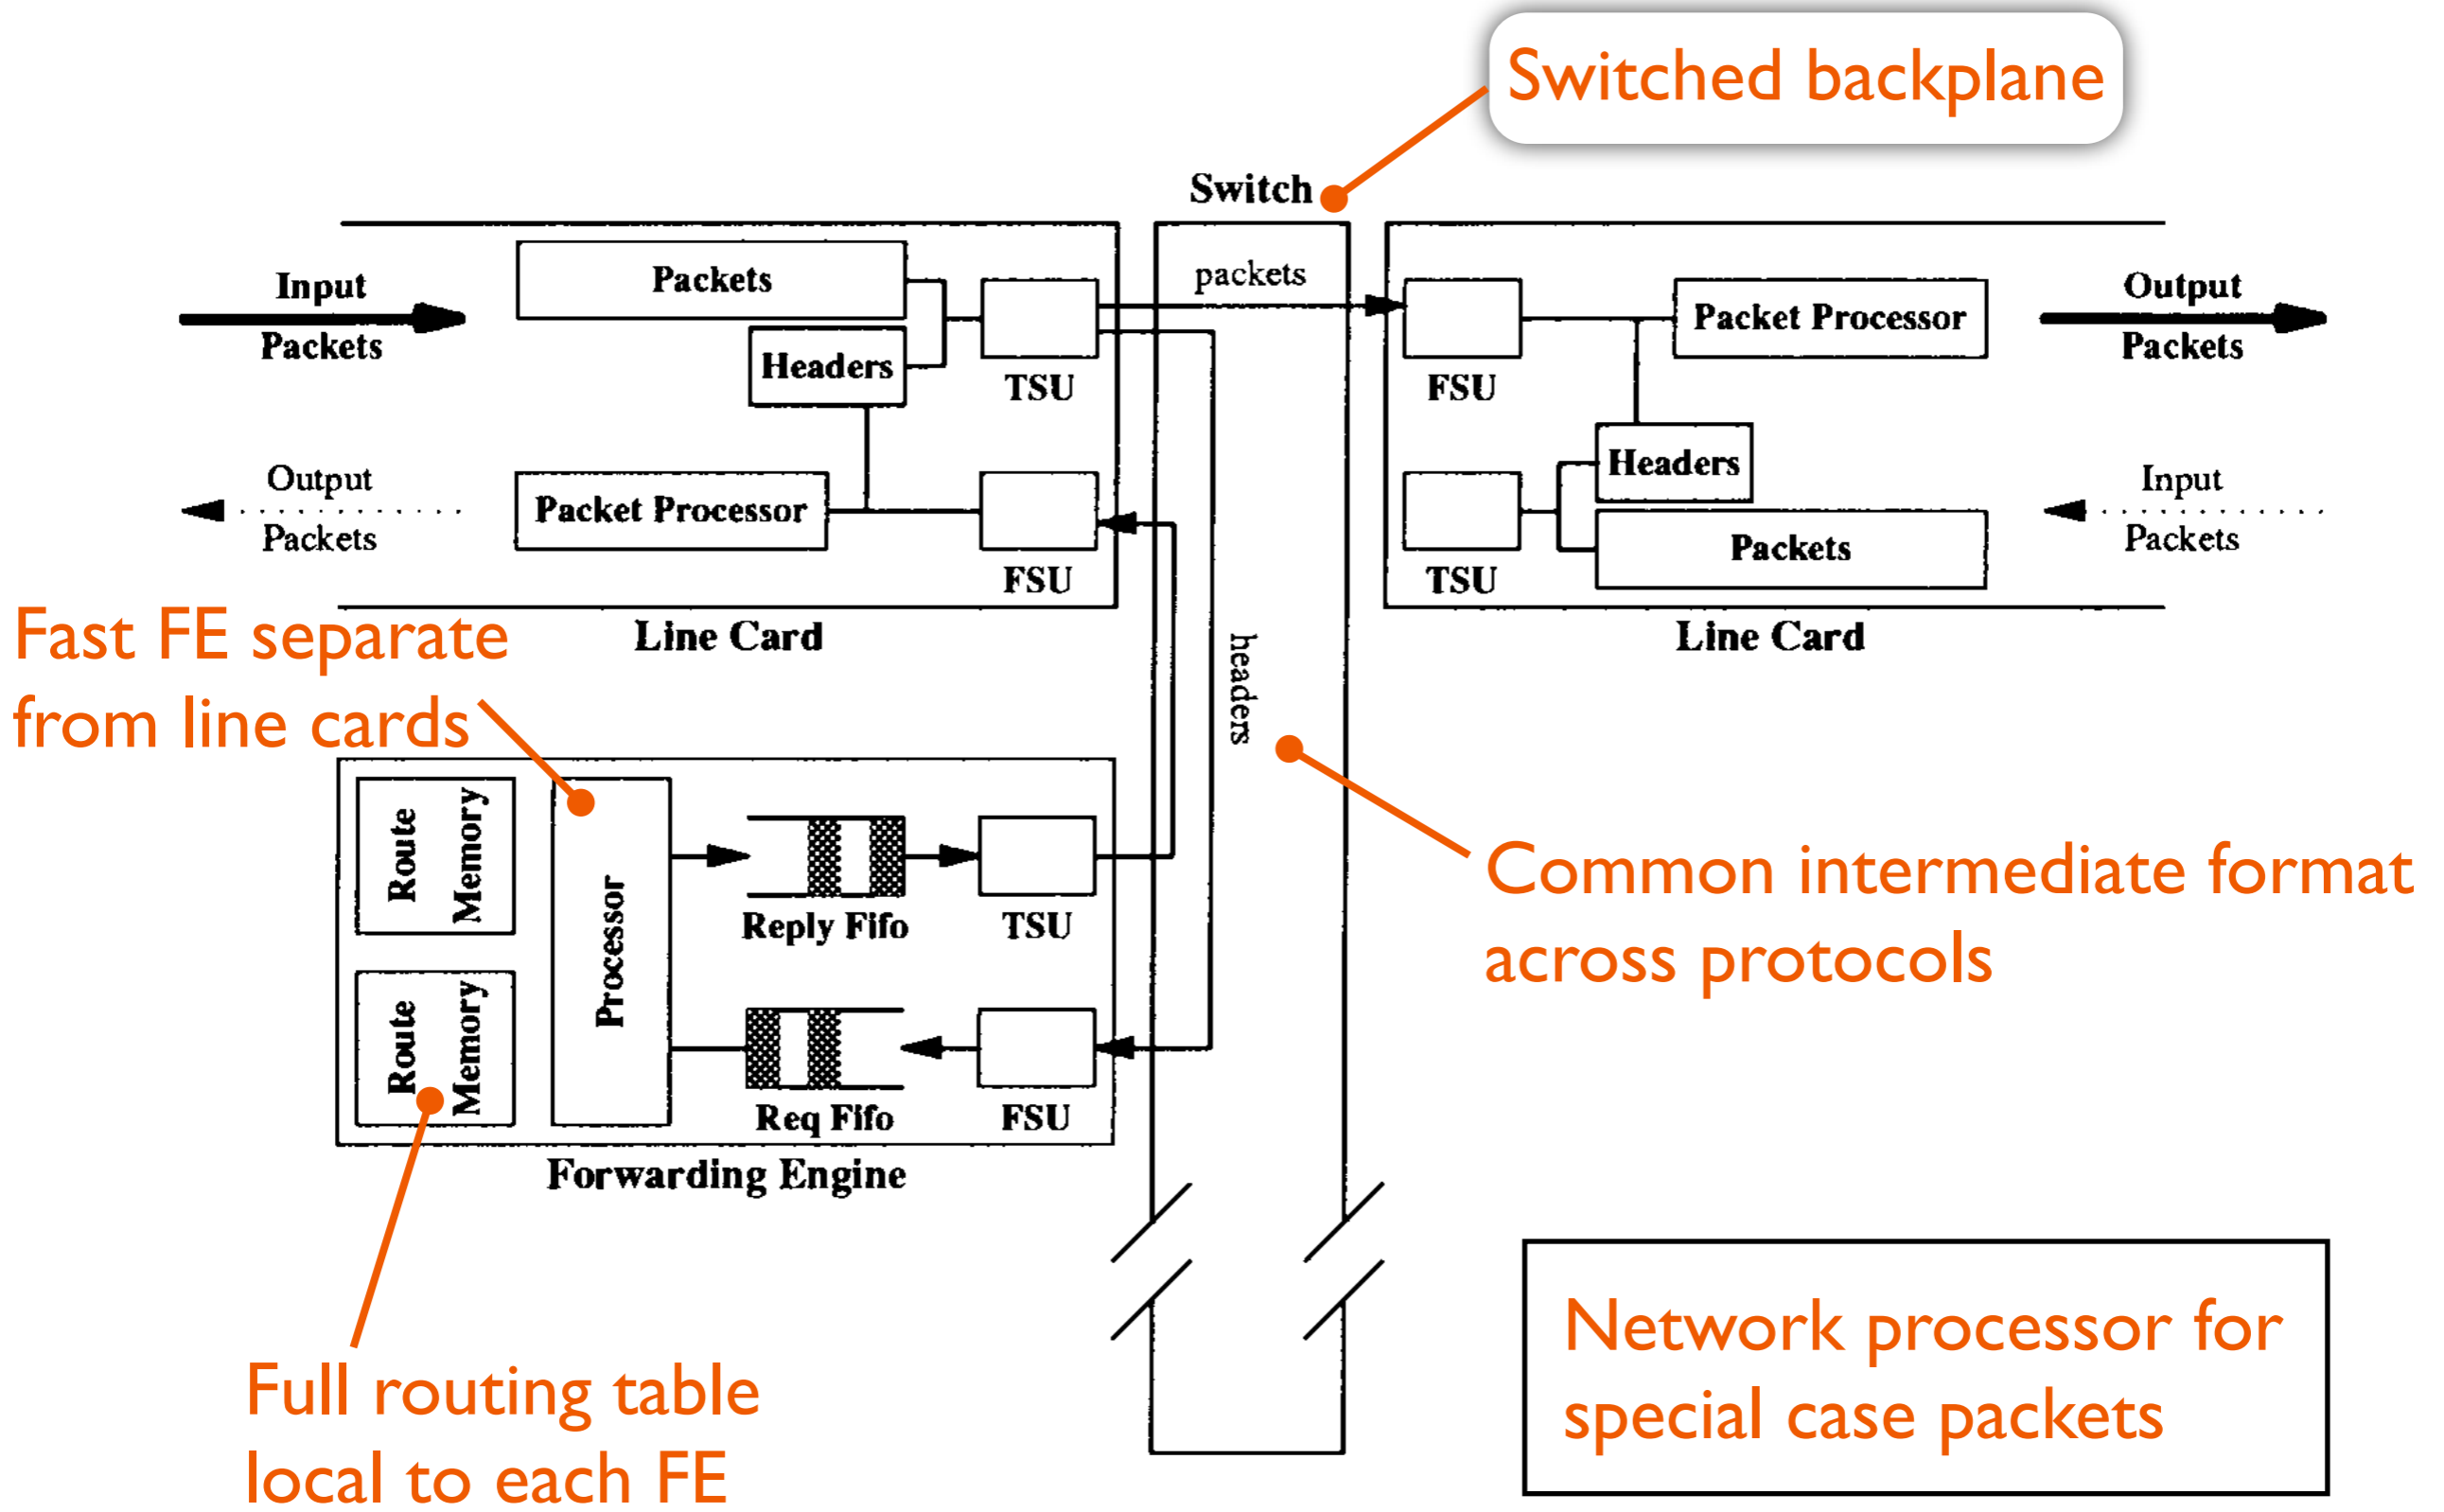 Switched backplane
Switch
Input
Packets
Packets
Headers
TSU
packets
FSU
Packet Processor
Output
Packets
Output
Packets
Packet Processor
FSU
Headers
TSU
Packets
Input
Packets
Line Card
Line Card
headers
Fast FE separate
from line cards
Route
Memory
Processor
Reply Fifo
TSU
Route
Memory
Req Fifo
FSU
Forwarding Engine
Common intermediate format
across protocols
Full routing table
local to each FE
Network processor for
special case packets